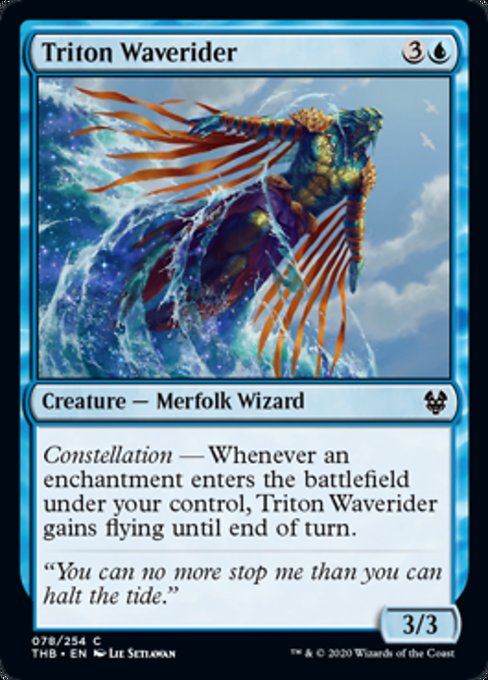 Triton Waverider 3
Creature — Merfolk Wizard
Constellation — Whenever an
enchantment enters the battlefield
under your control, Triton Waverider
gains flying until end of turn.
“You can no more stop me than you can
halt the tide.”
3/3
078/254 C
THB • EN Lie Setiawan
™ & © 2020 Wizards of the Coast